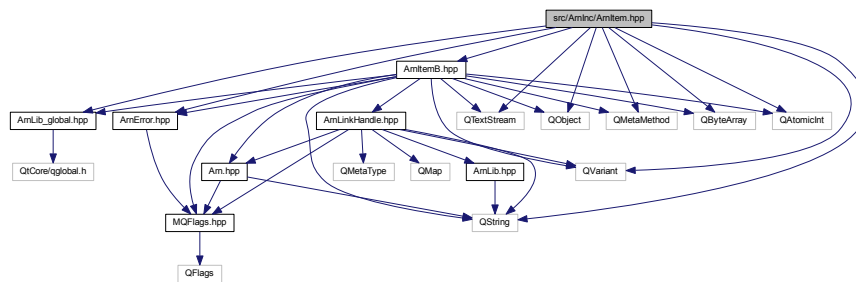 src/ArnInc/ArnItem.hpp
ArnItemB.hpp
ArnLib_global.hpp
ArnError.hpp
ArnLinkHandle.hpp
QTextStream
QObject
QMetaMethod
QByteArray
QAtomicInt
QtCore/qglobal.h
Arn.hpp
QMetaType
QMap
ArnLib.hpp
QVariant
MQFlags.hpp
QString
QFlags